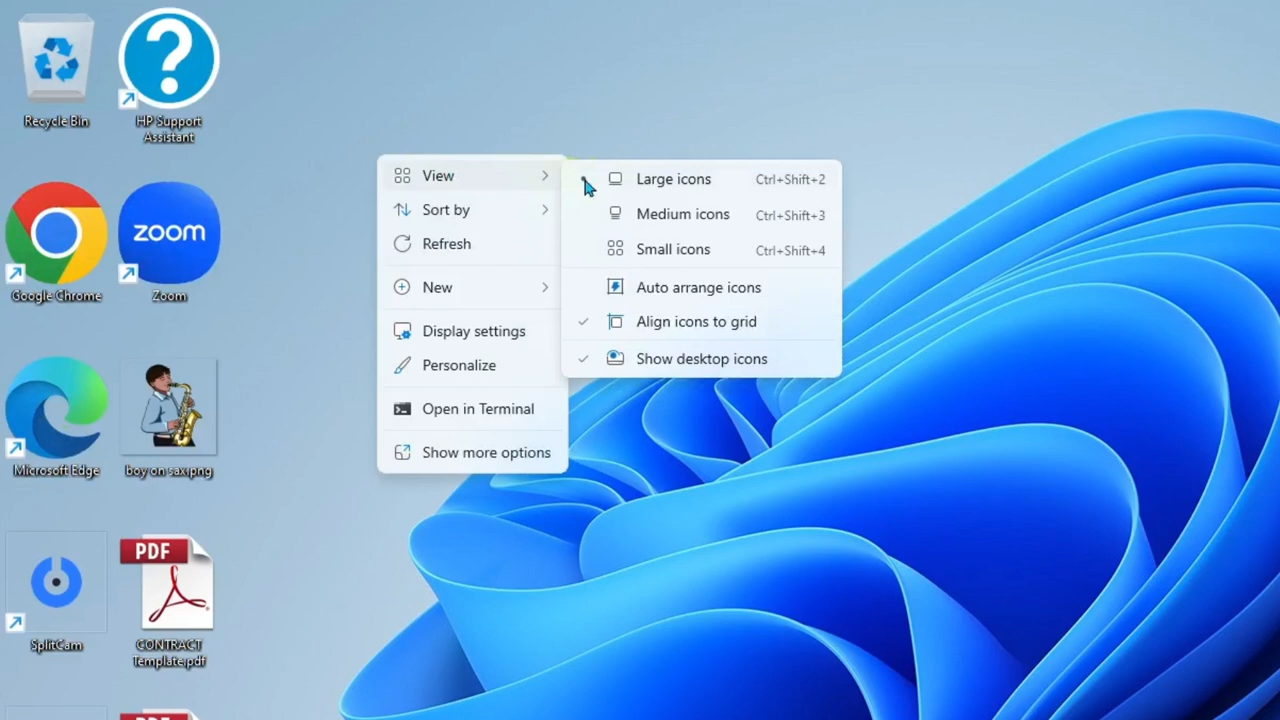 Recycle Bin
HP Support
Assistant
Google Chrome
zoom
Zoom
Microsoft Edge
boy on sax.png
SplitCam
PDF
CONTRACT
Template.pdf
PDF
View
Sort by
Refresh
New
Display settings
Personalize
Open in Terminal
Show more options
Large icons Ctrl+Shift+2
Medium icons Ctrl+Shift+3
Small icons Ctrl+Shift+4
Auto arrange icons
Align icons to grid
Show desktop icons